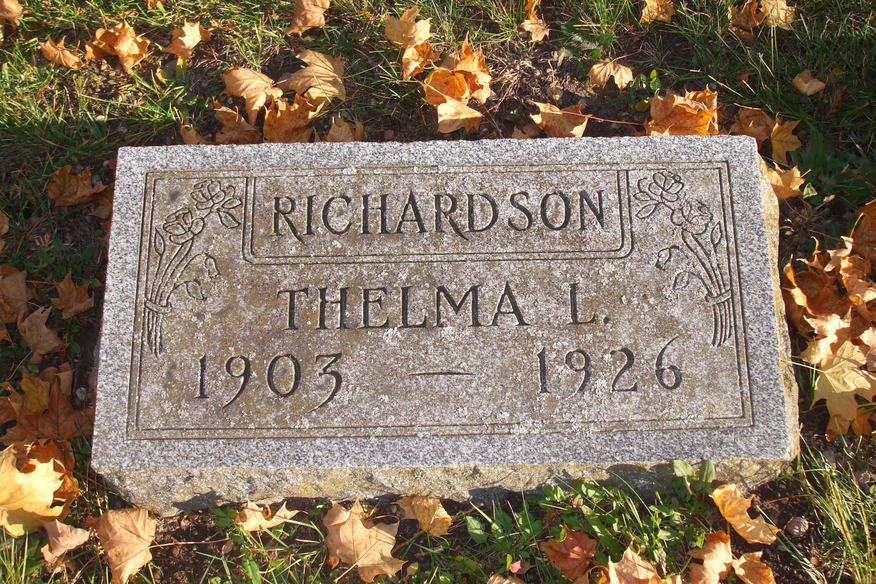 RICHARDSON
THELMA L.
1903 — 1926